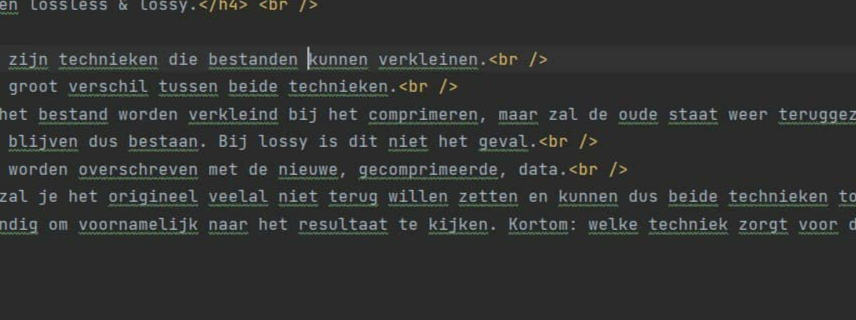 en lossless & lossy.</h4> <br />
zijn technieken die bestanden kunnen verkleinen.<br />
groot verschil tussen beide technieken.<br />
het bestand worden verkleind bij het comprimeren, maar zal de oude staat weer teruggez
blijven dus bestaan. Bij lossy is dit niet het geval.<br />
worden overschreven met de nieuwe, gecomprimeerde, data.<br />
zal je het origineel veelal niet terug willen zetten en kunnen dus beide technieken to
ndig om voornamelijk naar het resultaat te kijken. Kortom: welke techniek zorgt voor d